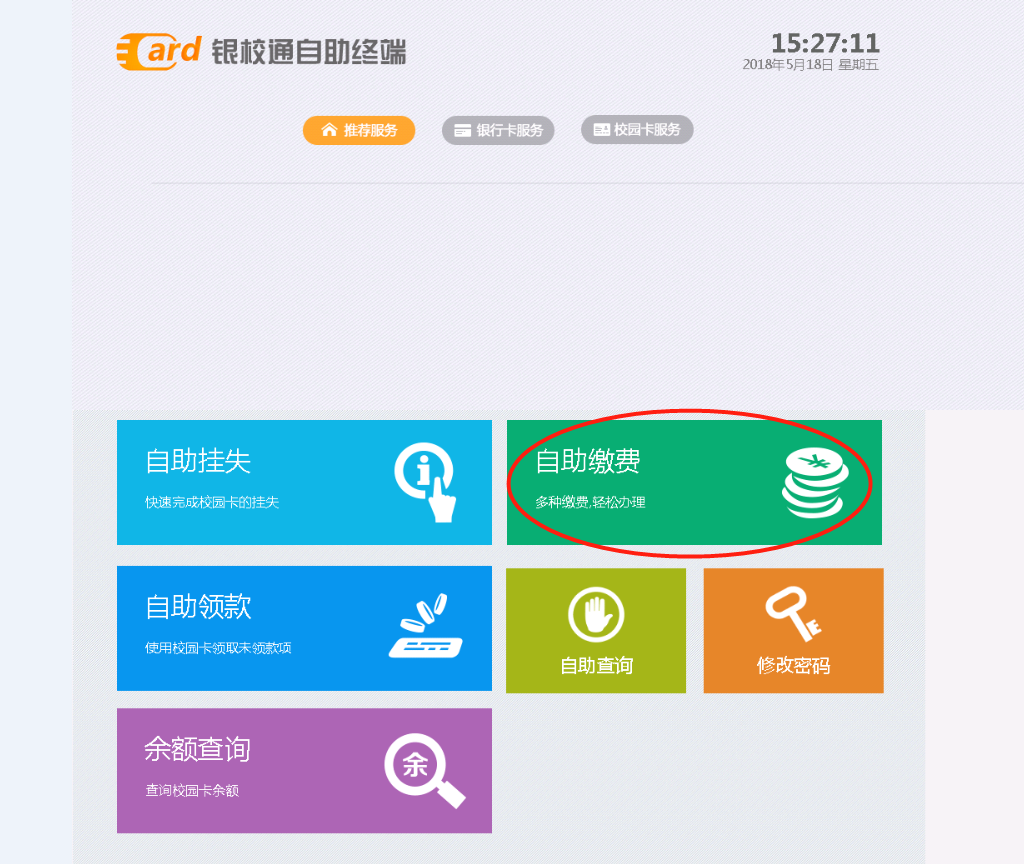 Card 银校通自助终端
15:27:11
2018年5月18日 星期五
推荐服务
银行卡服务
校园卡服务
自助挂失
快速完成校园卡的挂失
自助缴费
多种缴费,轻松办理
自助领款
使用校园卡领取未领款项
自助查询
修改密码
余额查询
查询校园卡余额
余